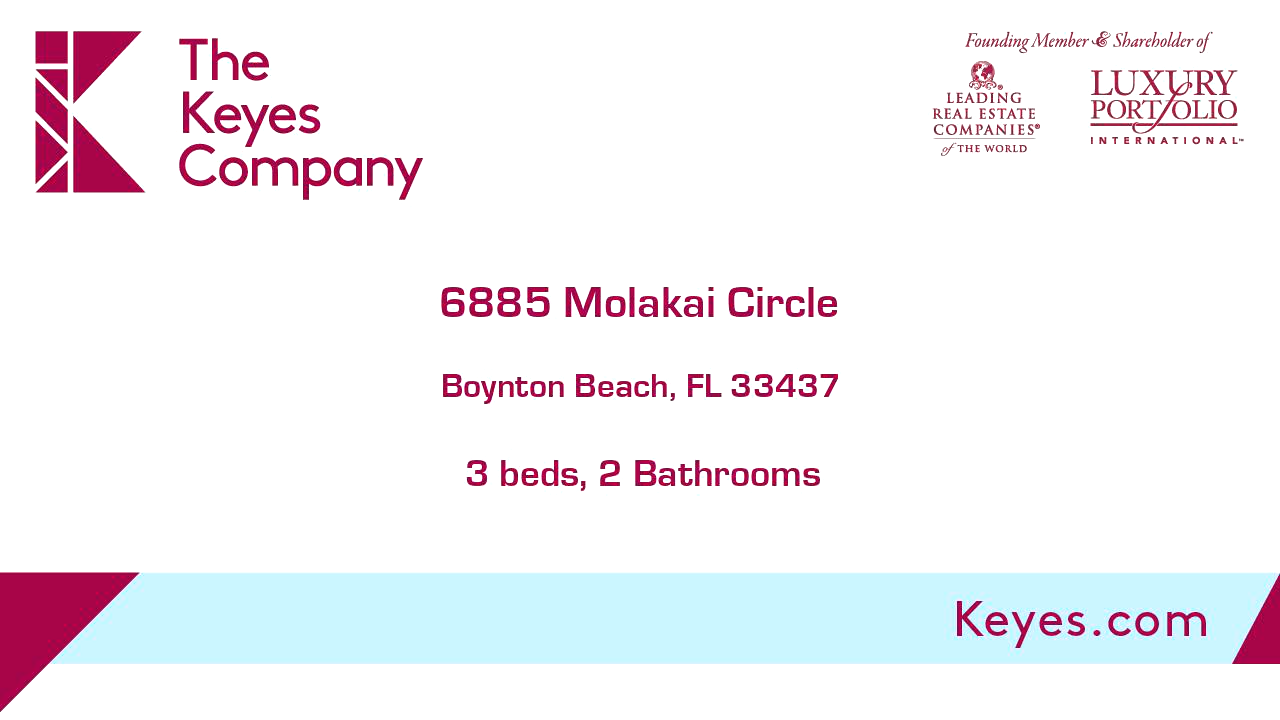 The
Keyes
Company
Founding Member & Shareholder of
LEADING
REAL ESTATE
COMPANIES®
of THE WORLD
LUXURY
PORTFOLIO
INTERNATIONAL™
6885 Molakai Circle
Boynton Beach, FL 33437
3 beds, 2 Bathrooms
Keyes.com